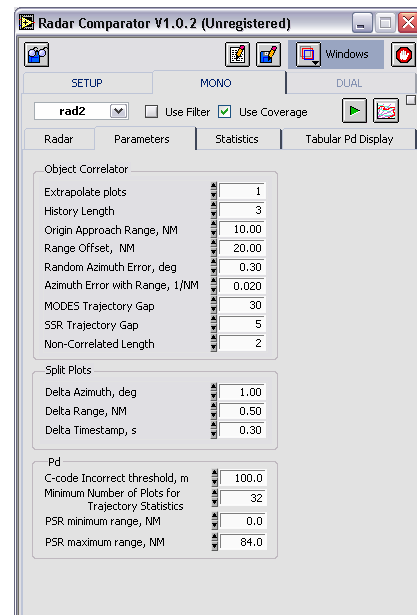 Radar Comparator V1.0.2 (Unregistered)
Windows
SETUP MONO DUAL
rad2 Use Filter Use Coverage
Radar Parameters Statistics Tabular Pd Display
Object Correlator
Extrapolate plots 1
History Length 3
Origin Approach Range, NM 10.00
Range Offset, NM 20.00
Random Azimuth Error, deg 0.30
Azimuth Error with Range, 1/NM 0.020
MODES Trajectory Gap 30
SSR Trajectory Gap 5
Non-Correlated Length 2
Split Plots
Delta Azimuth, deg 1.00
Delta Range, NM 0.50
Delta Timestamp, s 0.30
Pd
C-code Incorrect threshold, m 100.0
Minimum Number of Plots for
Trajectory Statistics 32
PSR minimum range, NM 0.0
PSR maximum range, NM 84.0